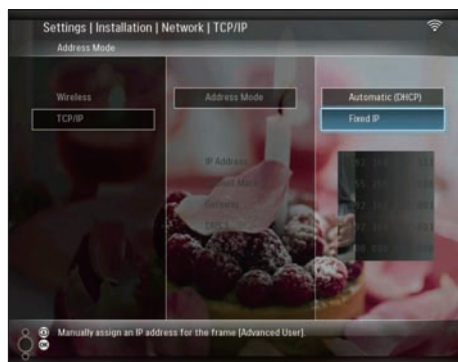 Settings | Installation | Network | TCP/IP
Address Mode
Wireless
TCP/IP
Address Mode
IP Address
Gateway
Automatic (DHCP)
Fixed IP
Manually assign an IP address for the frame [Advanced User].